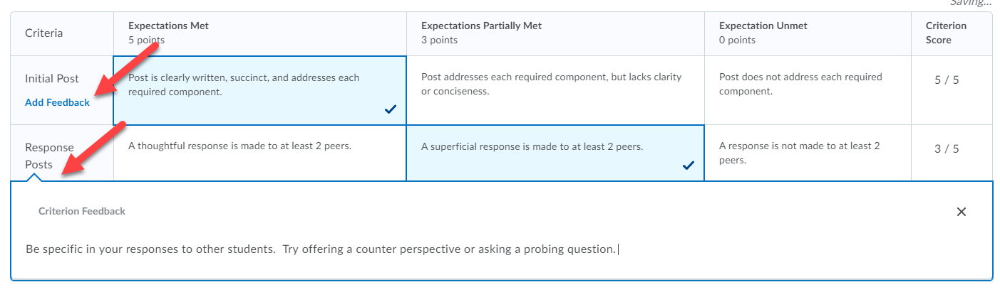 Saving...
Criteria
Expectations Met
5 points
Expectations Partially Met
3 points
Expectation Unmet
0 points
Criterion
Score
Initial Post
Add Feedback
Post is clearly written, succinct, and addresses each
required component.
Post addresses each required component, but lacks clarity
or conciseness.
Post does not address each required
component.
5 / 5
Response
Posts
A thoughtful response is made to at least 2 peers.
A superficial response is made to at least 2 peers.
A response is not made to at least 2
peers.
3 / 5
Criterion Feedback
Be specific in your responses to other students.  Try offering a counter perspective or asking a probing question.